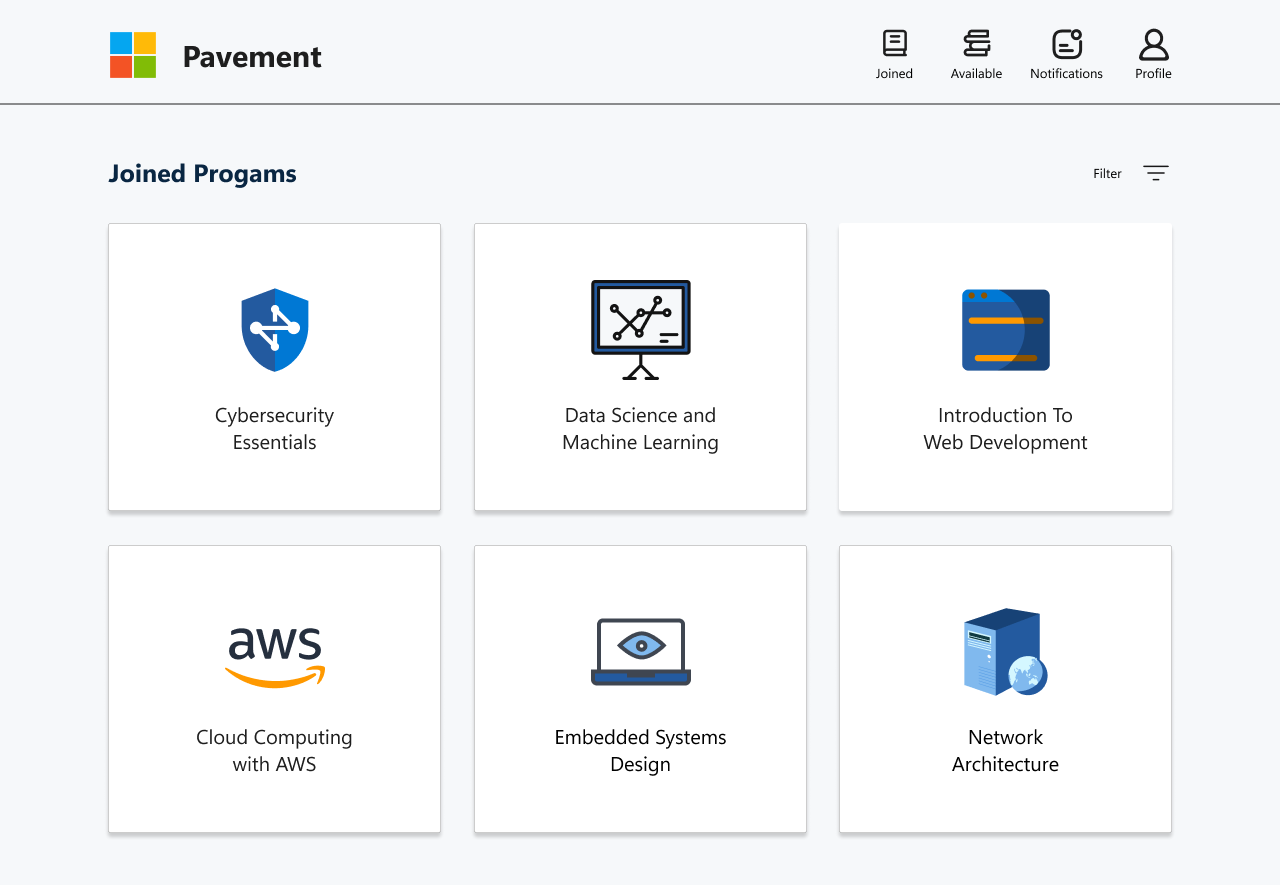 Pavement
Joined
Available
Notifications
Profile
Joined Progams
Filter
Cybersecurity
Essentials
Data Science and
Machine Learning
Introduction To
Web Development
aws
Cloud Computing
with AWS
Embedded Systems
Design
Network
Architecture